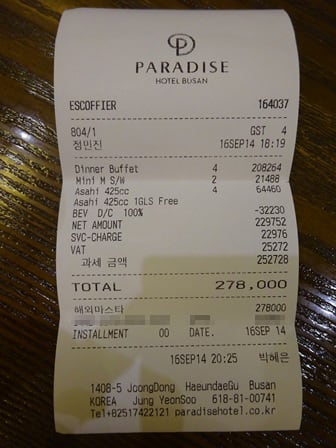 PARADISE
HOTEL BUSAN
ESCOFFIER 164037
804/1 GST 4
정민진 16SEP14 18:19
Dinner Buffet 4 208264
Mini M S/W 2 21488
Asahi 425cc 4 64460
Asahi 425cc 1GLS Free
BEV D/C 100% -32230
NET AMOUNT 229752
SVC-CHARGE 22976
VAT 25272
과세 금액 252728
TOTAL 278,000
해외마스타 278000
INSTALLMENT 00 DATE. 16SEP 14
16SEP14 20:25 박혜은
1408-5 JoongDong HaeundaeGu Busan
KOREA Jung YeonSoo 618-81-00741
Tel+82517422121 paradisehotel.co.kr